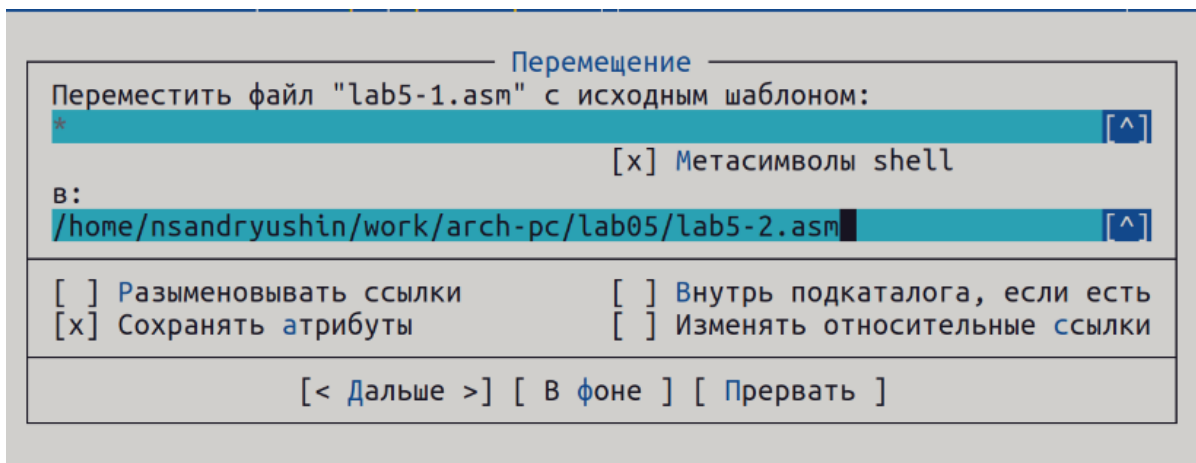 Перемещение
Переместить файл "lab5-1.asm" с исходным шаблоном:
* [^]
[x] Метасимволы shell
в:
/home/nsandryushin/work/arch-pc/lab05/lab5-2.asm [^]
[ ] Разыменовывать ссылки [ ] Внутрь подкаталога, если есть
[x] Сохранять атрибуты [ ] Изменять относительные ссылки
[< Дальше >] [ В фоне ] [ Прервать ]